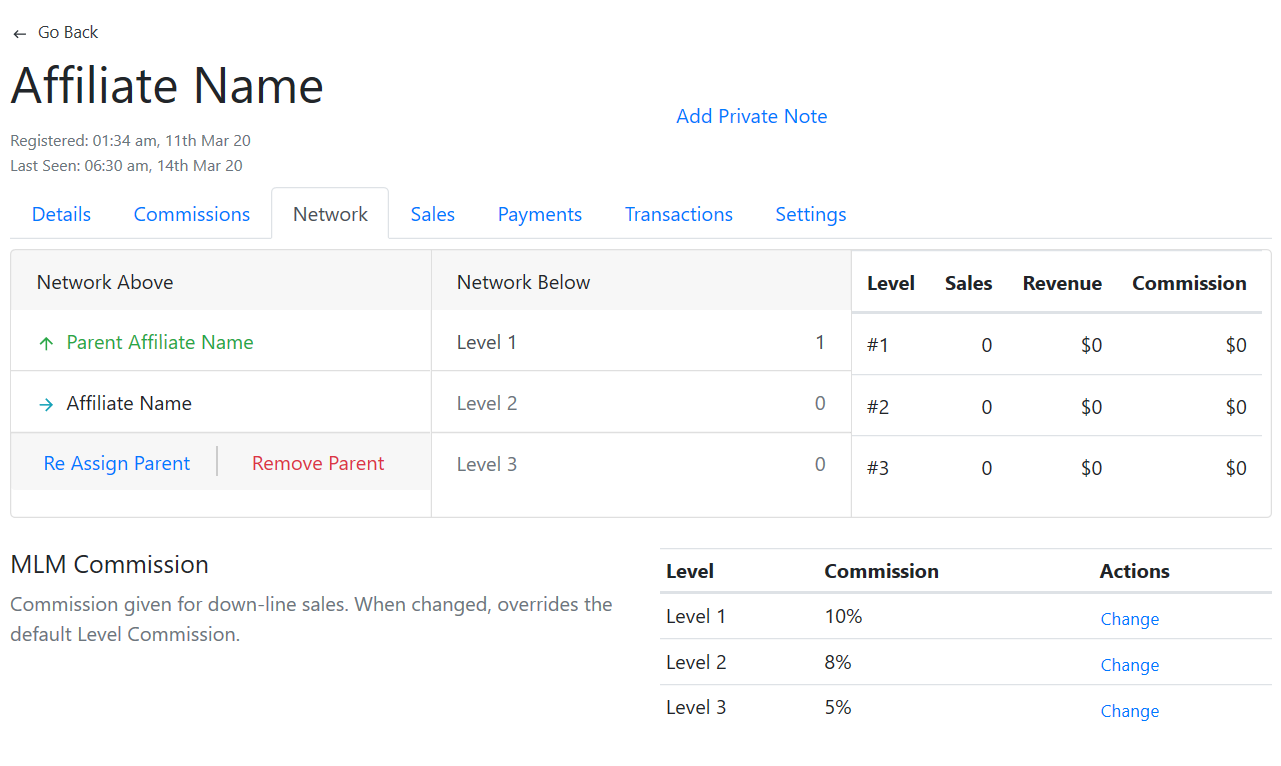 ← Go Back
Affiliate Name
Add Private Note
Registered: 01:34 am, 11th Mar 20
Last Seen: 06:30 am, 14th Mar 20
Details Commissions Network Sales Payments Transactions Settings
Network Above
↑ Parent Affiliate Name
→ Affiliate Name
Re Assign Parent Remove Parent
Network Below
Level 1 1
Level 2 0
Level 3 0
Level Sales Revenue Commission
#1 0 $0 $0
#2 0 $0 $0
#3 0 $0 $0
MLM Commission
Commission given for down-line sales. When changed, overrides the
default Level Commission.
Level Commission Actions
Level 1 10% Change
Level 2 8% Change
Level 3 5% Change